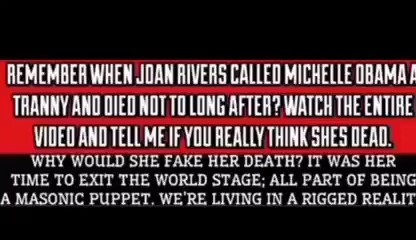 REMEMBER WHEN JOAN RIVERS CALLED MICHELLE OBAMA A
TRANNY AND DIED NOT TO LONG AFTER? WATCH THE ENTIRE
VIDEO AND TELL ME IF YOU REALLY THINK SHES DEAD.
WHY WOULD SHE FAKE HER DEATH? IT WAS HER
TIME TO EXIT THE WORLD STAGE; ALL PART OF BEING
A MASONIC PUPPET. WE'RE LIVING IN A RIGGED REALIT